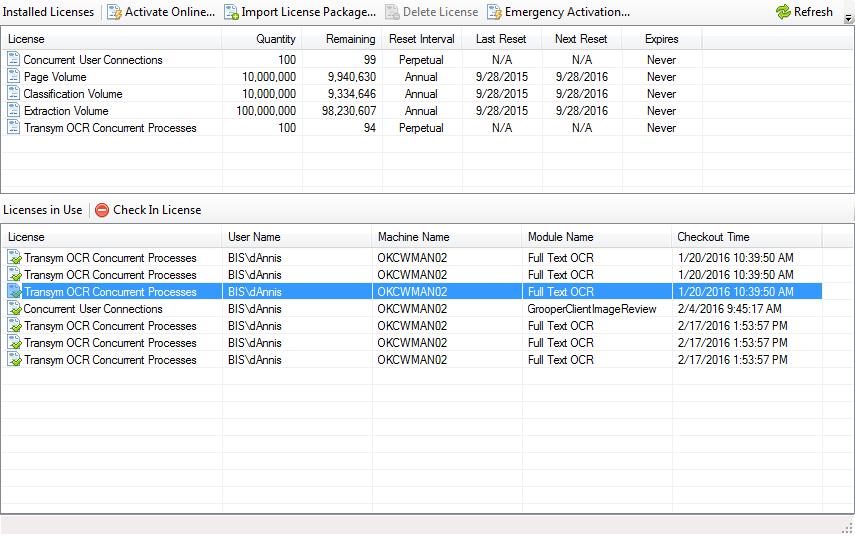 Installed Licenses Activate Online... Import License Package... Delete License Emergency Activation... Refresh
License Quantity Remaining Reset Interval Last Reset Next Reset Expires
Concurrent User Connections 100 99 Perpetual N/A N/A Never
Page Volume 10,000,000 9,940,630 Annual 9/28/2015 9/28/2016 Never
Classification Volume 10,000,000 9,334,646 Annual 9/28/2015 9/28/2016 Never
Extraction Volume 100,000,000 98,230,607 Annual 9/28/2015 9/28/2016 Never
Transym OCR Concurrent Processes 100 94 Perpetual N/A N/A Never
Licenses in Use Check In License
License User Name Machine Name Module Name Checkout Time
Transym OCR Concurrent Processes BIS\dAnnis OKCWMAN02 Full Text OCR 1/20/2016 10:39:50 AM
Transym OCR Concurrent Processes BIS\dAnnis OKCWMAN02 Full Text OCR 1/20/2016 10:39:50 AM
Transym OCR Concurrent Processes BIS\dAnnis OKCWMAN02 Full Text OCR 1/20/2016 10:39:50 AM
Concurrent User Connections BIS\dAnnis OKCWMAN02 GrooperClientImageReview 2/4/2016 9:45:17 AM
Transym OCR Concurrent Processes BIS\dAnnis OKCWMAN02 Full Text OCR 2/17/2016 1:53:57 PM
Transym OCR Concurrent Processes BIS\dAnnis OKCWMAN02 Full Text OCR 2/17/2016 1:53:57 PM
Transym OCR Concurrent Processes BIS\dAnnis OKCWMAN02 Full Text OCR 2/17/2016 1:53:57 PM